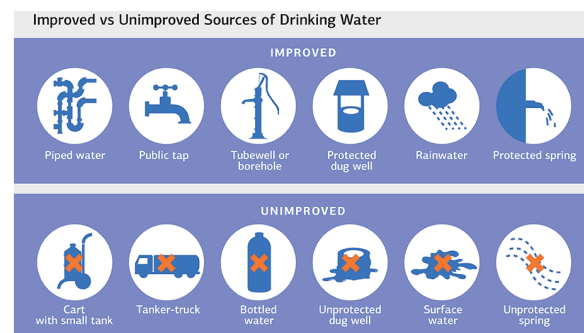 Improved vs Unimproved Sources of Drinking Water
IMPROVED
Piped water
Public tap
Tubewell or
borehole
Protected
dug well
Rainwater
Protected spring
UNIMPROVED
Cart
with small tank
Tanker-truck
Bottled
water
Unprotected
dug well
Surface
water
Unprotected
spring